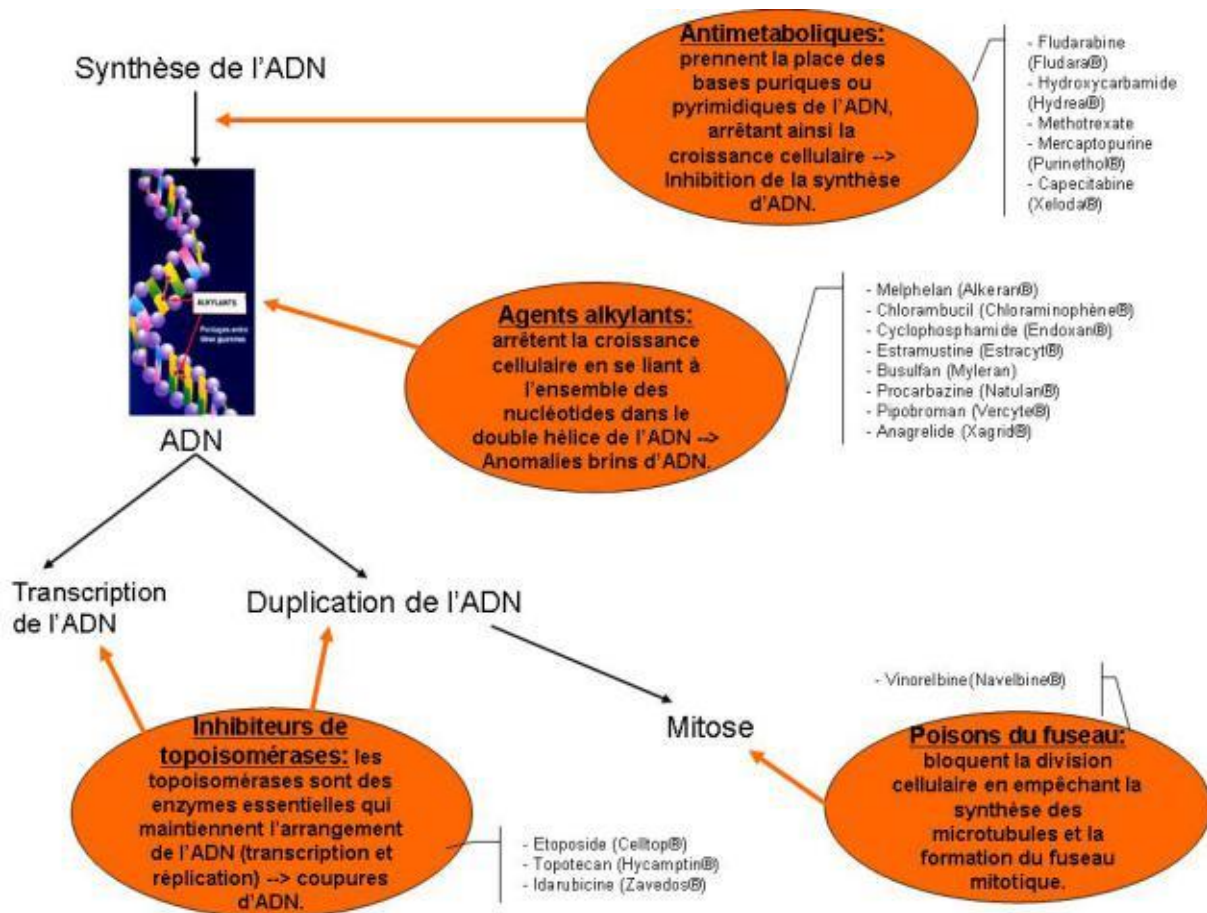 Synthèse de l'ADN
Antimetaboliques:
prennent la place des
bases puriques ou
pyrimidiques de l'ADN,
arrêtant ainsi la
croissance cellulaire -->
Inhibition de la synthèse
d'ADN.
- Fludarabine
(Fludara®)
- Hydroxycarbamide
(Hydrea®)
- Methotrexate
- Mercaptopurine
(Purinethol®)
- Capecitabine
(Xeloda®)
ALKYLANTS
Pontages entre
ADN
Agents alkylants:
arrêtent la croissance
cellulaire en se liant à
l'ensemble des
nucléotides dans le
double hélice de l'ADN -->
Anomalies brins d'ADN.
- Melphelan (Alkeran®)
- Chlorambucil (Chloraminophène®)
- Cyclophosphamide (Endoxan®)
- Estramustine (Estracyt®)
- Busulfan (Myleran)
- Procarbazine (Natulan®)
- Pipobroman (Vercyte®)
- Anagrelide (Xagrid®)
Transcription
de l'ADN
Duplication de l'ADN
Mitose
Inhibiteurs de
topoisomérases: les
topoisomérases sont des
enzymes essentielles qui
maintiennent l'arrangement
de l'ADN (transcription et
réplication) --> coupures
d'ADN.
- Etoposide (Celltop®)
- Topotecan (Hycamptin®)
- Idarubicine (Zavedos®)
- Vinorelbine(Navelbine®)
Poisons du fuseau:
bloquent la division
cellulaire en empêchant la
synthèse des
microtubules et la
formation du fuseau
mitotique.